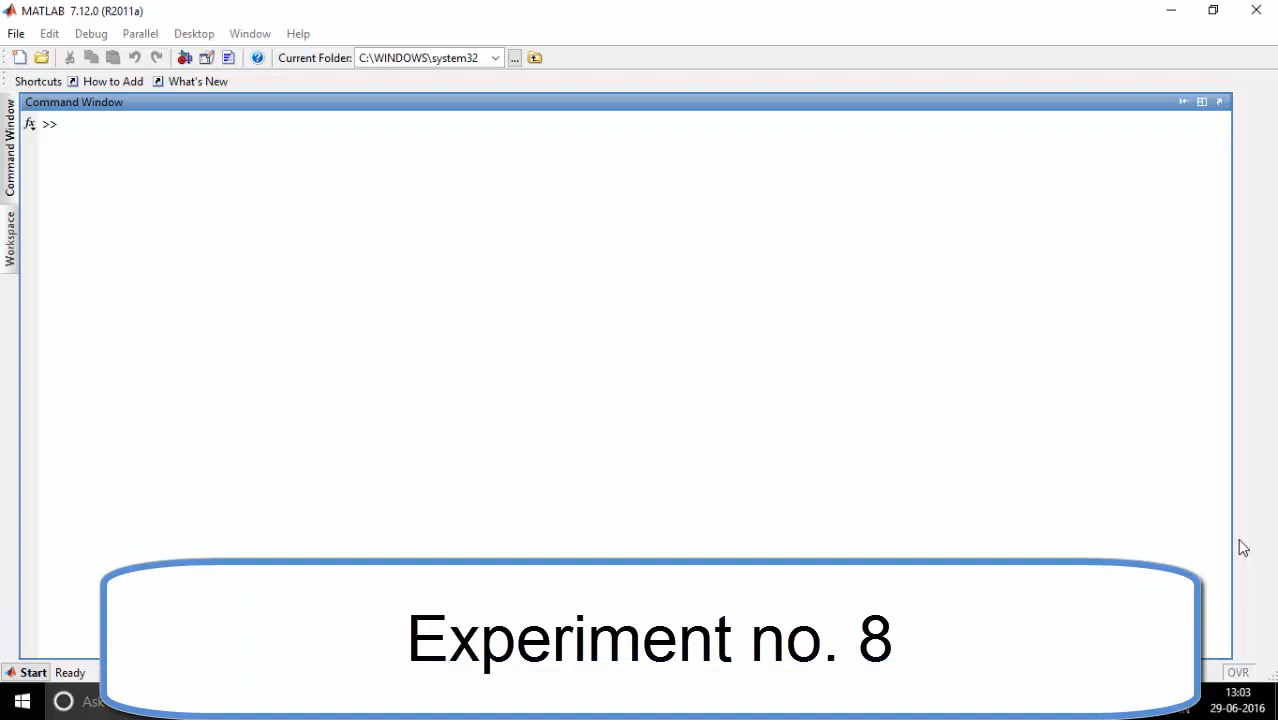 MATLAB 7.12.0 (R2011a)
File Edit Debug Parallel Desktop Window Help
Current Folder: C:\WINDOWS\system32 ...
Shortcuts How to Add What's New
Command Window
fx >>
Command Window
Workspace
Experiment no. 8
Start Ready
OVR
Ask
13:03
29-06-2016